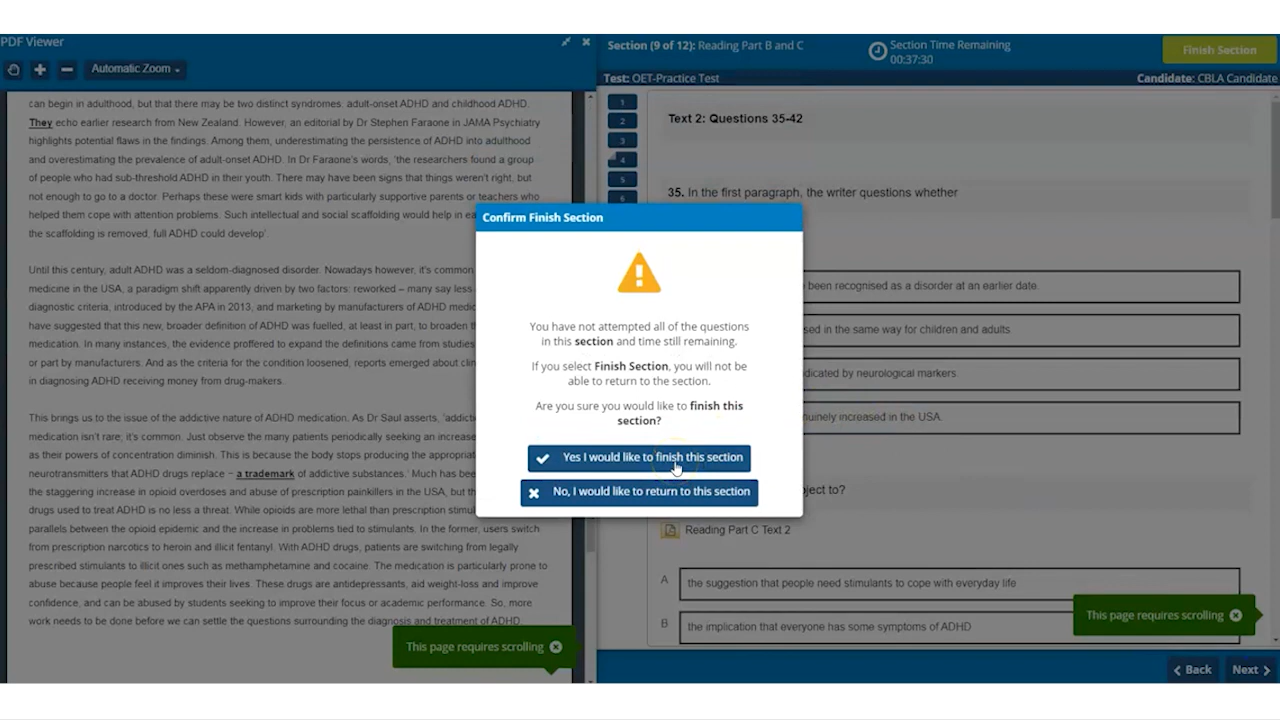 PDF Viewer
Automatic Zoom
can begin in adulthood, but that there may be two distinct syndromes: adult-onset ADHD and childhood ADHD.
They echo earlier research from New Zealand. However, an editorial by Dr Stephen Faraone in JAMA Psychiatry
highlights potential flaws in the findings. Among them, underestimating the persistence of ADHD into adulthood
and overestimating the prevalence of adult-onset ADHD. In Dr Faraone's words, 'the researchers found a group
of people who had sub-threshold ADHD in their youth. There may have been signs that things weren't right, but
not enough to go to a doctor. Perhaps these were smart kids with particularly supportive parents or teachers who
helped them cope with attention problems. Such intellectual and social scaffolding would help in ea
the scaffolding is removed, full ADHD could develop'.
Until this century, adult ADHD was a seldom-diagnosed disorder. Nowadays however, it's common
medicine in the USA, a paradigm shift apparently driven by two factors: reworked – many say less
diagnostic criteria, introduced by the APA in 2013, and marketing by manufacturers of ADHD medic
have suggested that this new, broader definition of ADHD was fuelled, at least in part, to broaden t
medication. In many instances, the evidence proffered to expand the definitions came from studies
or part by manufacturers. And as the criteria for the condition loosened, reports emerged about clin
in diagnosing ADHD receiving money from drug-makers.
This brings us to the issue of the addictive nature of ADHD medication. As Dr Saul asserts, 'addicti
medication isn't rare; it's common. Just observe the many patients periodically seeking an increase
as their powers of concentration diminish. This is because the body stops producing the appropria
neurotransmitters that ADHD drugs replace – a trademark of addictive substances.' Much has bee
the staggering increase in opioid overdoses and abuse of prescription painkillers in the USA, but th
drugs used to treat ADHD is no less a threat. While opioids are more lethal than prescription stimul
parallels between the opioid epidemic and the increase in problems tied to stimulants. In the former, users switch
from prescription narcotics to heroin and illicit fentanyl. With ADHD drugs, patients are switching from legally
prescribed stimulants to illicit ones such as methamphetamine and cocaine. The medication is particularly prone to
abuse because people feel it improves their lives. These drugs are antidepressants, aid weight-loss and improve
confidence, and can be abused by students seeking to improve their focus or academic performance. So, more
work needs to be done before we can settle the questions surrounding the diagnosis and treatment of ADHD.
This page requires scrolling
Section (9 of 12): Reading Part B and C
Section Time Remaining
00:37:30
Finish Section
Test: OET-Practice Test
Candidate: CBLA Candidate
1
2
3
4
5
6
Text 2: Questions 35-42
35. In the first paragraph, the writer questions whether
been recognised as a disorder at an earlier date.
sed in the same way for children and adults
dicated by neurological markers.
nuinely increased in the USA.
ject to?
Reading Part C Text 2
A
the suggestion that people need stimulants to cope with everyday life
B
the implication that everyone has some symptoms of ADHD
This page requires scrolling
Back
Next
Confirm Finish Section
You have not attempted all of the questions
in this section and time still remaining.
If you select Finish Section, you will not be
able to return to the section.
Are you sure you would like to finish this
section?
Yes I would like to finish this section
No, I would like to return to this section